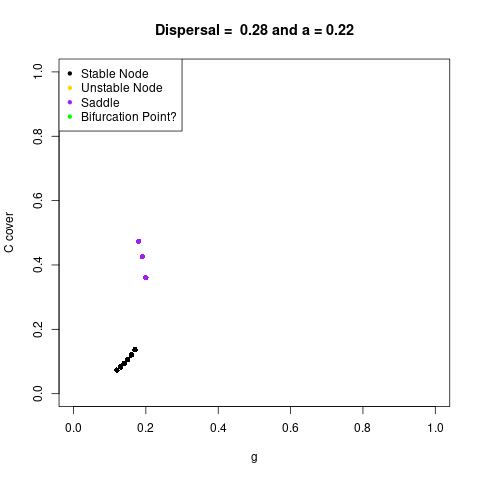 Dispersal =  0.28 and a = 0.22
Stable Node
Unstable Node
Saddle
Bifurcation Point?
C cover
1.0
0.8
0.6
0.4
0.2
0.0
0.0 0.2 0.4 0.6 0.8 1.0
g